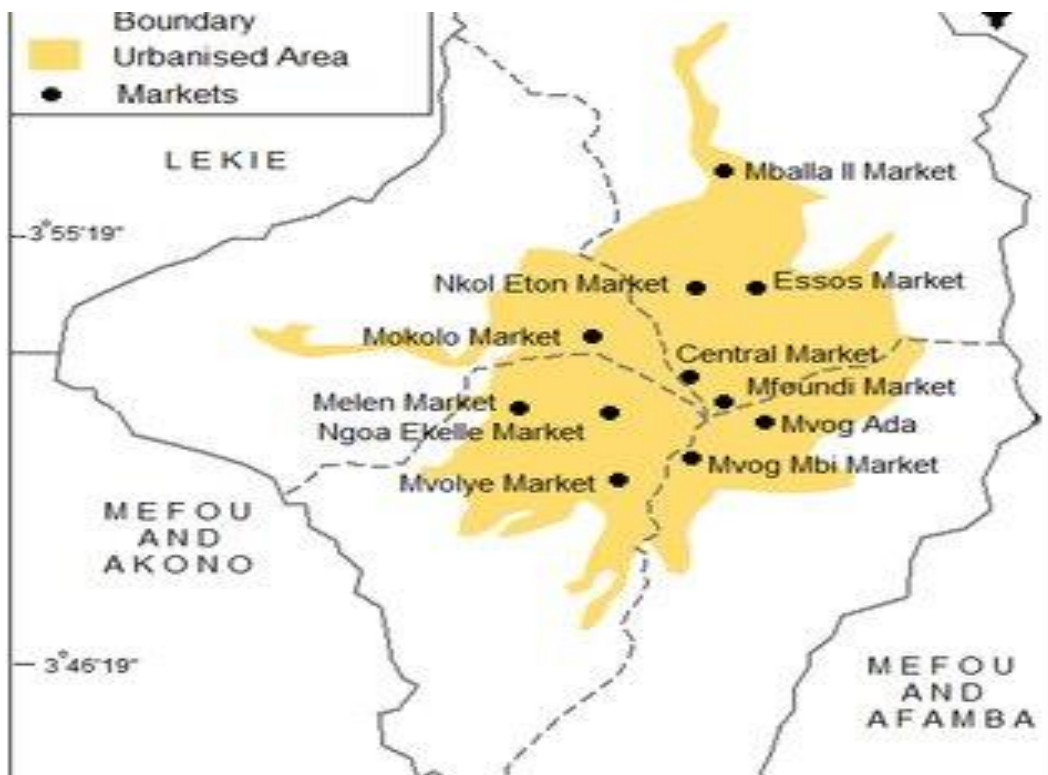 Boundary
Urbanised Area
Markets
LEKIE
Mballa II Market
3°55'19"
Nkol Eton Market
Essos Market
Mokolo Market
Central Market
Mfoundi Market
Melen Market
Mvog Ada
Ngoa Ekelle Market
Mvog Mbi Market
Mvolye Market
MEFOU
AND
AKONO
3°46'19"
MEFOU
AND
AFAMBA